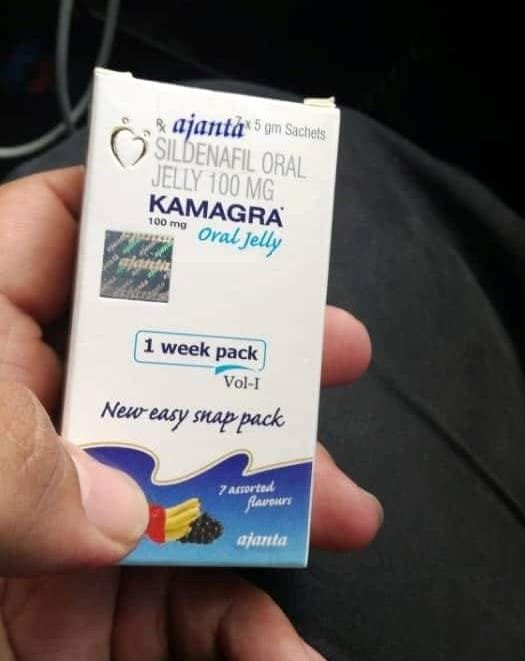 ℞ ajanta 7 x 5 gm Sachets
SILDENAFIL ORAL
JELLY 100 MG
KAMAGRA
100 mg Oral Jelly
ajanta
1 week pack
Vol-I
New easy snap pack
7 assorted
flavours
ajanta